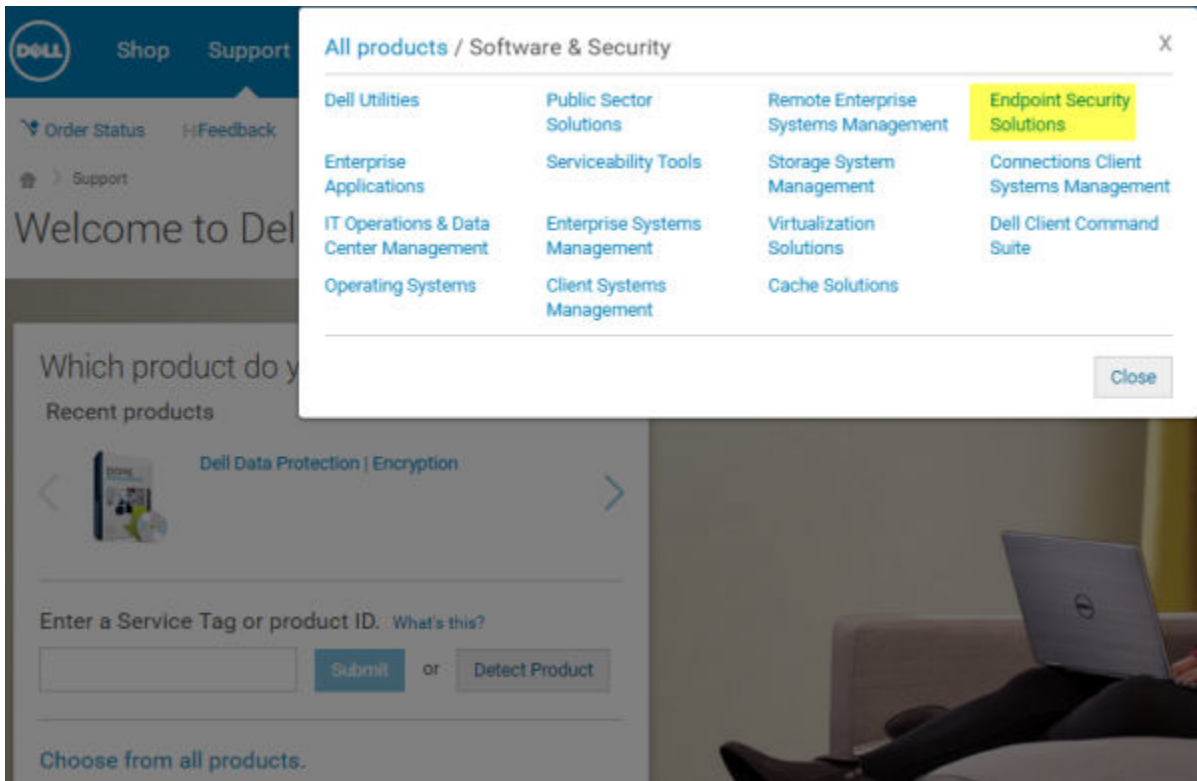 DELL
Shop
Support
Order Status
Feedback
Support
Welcome to Del
All products / Software & Security
X
Dell Utilities
Public Sector
Solutions
Remote Enterprise
Systems Management
Endpoint Security
Solutions
Enterprise
Applications
Serviceability Tools
Storage System
Management
Connections Client
Systems Management
IT Operations & Data
Center Management
Enterprise Systems
Management
Virtualization
Solutions
Dell Client Command
Suite
Operating Systems
Client Systems
Management
Cache Solutions
Close
Which product do y
Recent products
Dell Data Protection | Encryption
Enter a Service Tag or product ID. What's this?
Submit or Detect Product
Choose from all products.
DELL